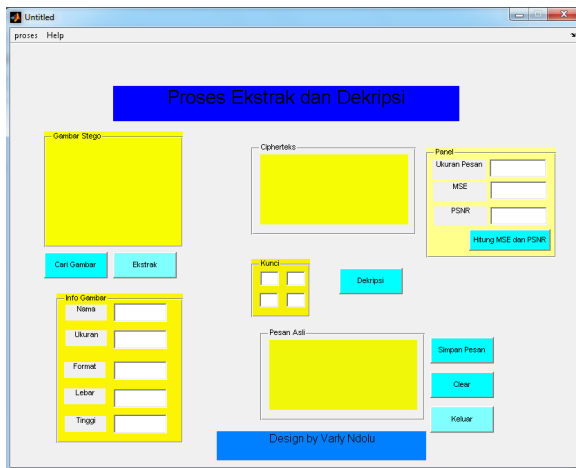 Untitled
proses Help
Proses Ekstrak dan Dekripsi
Gambar Stego
Cari Gambar
Ekstrak
Info Gambar
Nama
Ukuran
Format
Lebar
Tinggi
Cipherteks
Kunci
Dekripsi
Pesan Asli
Panel
Ukuran Pesan
MSE
PSNR
Hitung MSE dan PSNR
Simpan Pesan
Clear
Keluar
Design by Varly Ndolu